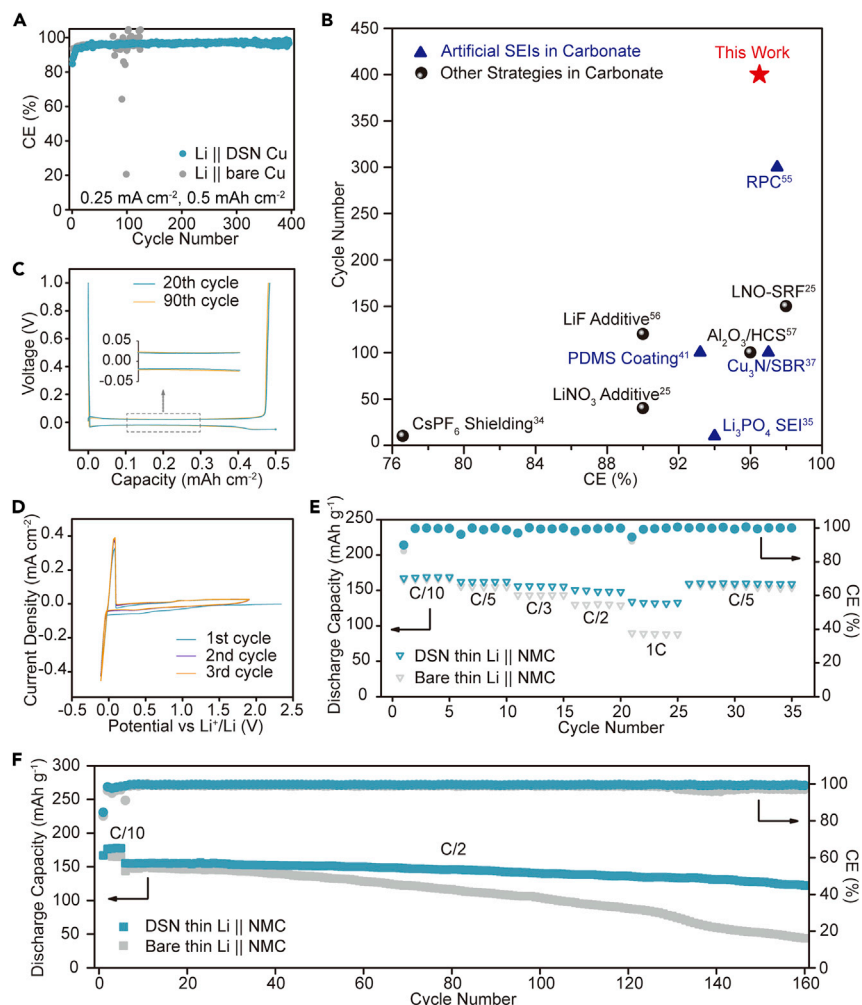 A
100
80
60
40
20
0
CE (%)
Li || DSN Cu
Li || bare Cu
0.25 mA cm-2, 0.5 mAh cm-2
0 100 200 300 400
Cycle Number
B
450
400
350
300
250
200
150
100
50
0
Cycle Number
Artificial SEIs in Carbonate
Other Strategies in Carbonate
This Work
RPC55
LNO-SRF25
LiF Additive56
Al2O3/HCS57
PDMS Coating41
Cu3N/SBR37
LiNO3 Additive25
CsPF6 Shielding34
Li3PO4 SEI35
76 80 84 88 92 96 100
CE (%)
C
1.0
0.8
0.6
0.4
0.2
0.0
Voltage (V)
20th cycle
90th cycle
0.05
0.00
-0.05
0.0 0.1 0.2 0.3 0.4 0.5
Capacity (mAh cm-2)
D
0.4
0.0
-0.4
Current Density (mA cm-2)
1st cycle
2nd cycle
3rd cycle
-0.5 0.0 0.5 1.0 1.5 2.0 2.5
Potential vs Li+/Li (V)
E
250
200
150
100
50
0
Discharge Capacity (mAh g-1)
C/10
C/5
C/3
C/2
1C
C/5
DSN thin Li || NMC
Bare thin Li || NMC
100
80
60
40
20
0
CE (%)
0 5 10 15 20 25 30 35
Cycle Number
F
300
250
200
150
100
50
0
Discharge Capacity (mAh g-1)
C/10
C/2
DSN thin Li || NMC
Bare thin Li || NMC
100
80
60
40
20
0
CE (%)
0 20 40 60 80 100 120 140 160
Cycle Number